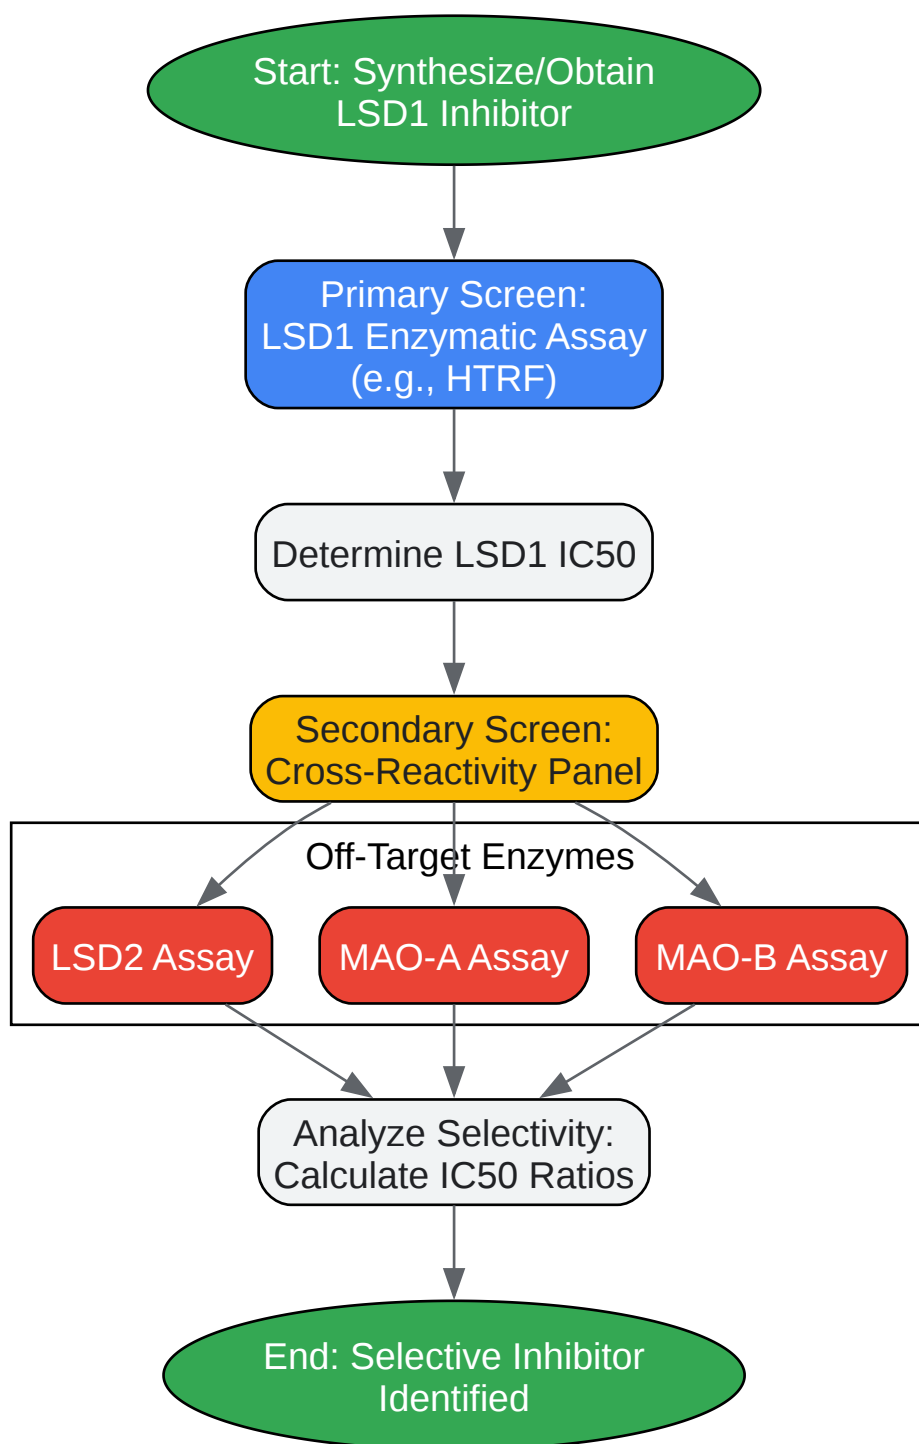 Start: Synthesize/Obtain
LSD1 Inhibitor
Primary Screen:
LSD1 Enzymatic Assay
(e.g., HTRF)
Determine LSD1 IC50
Secondary Screen:
Cross-Reactivity Panel
Off-Target Enzymes
LSD2 Assay
MAO-A Assay
MAO-B Assay
Analyze Selectivity:
Calculate IC50 Ratios
End: Selective Inhibitor
Identified